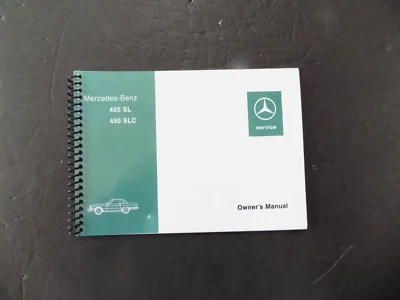 Mercedes-Benz
450 SL
450 SLC
service
Owner's Manual